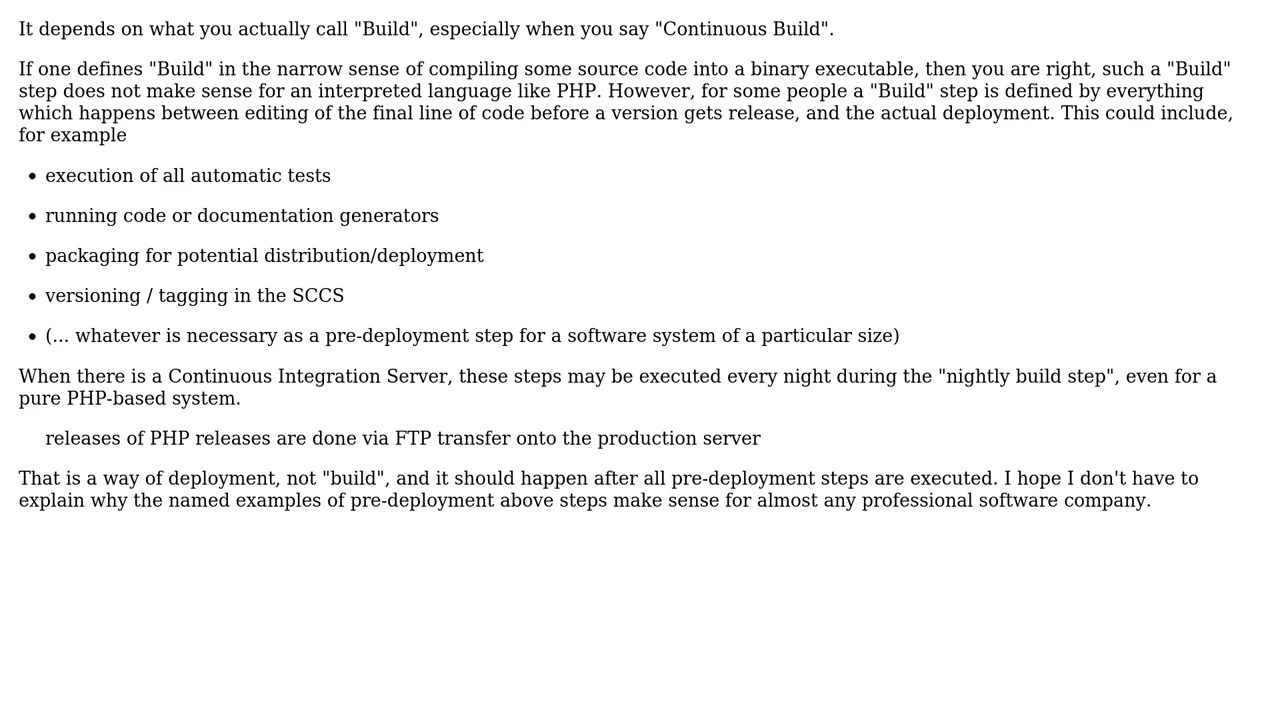 It depends on what you actually call "Build", especially when you say "Continuous Build".
If one defines "Build" in the narrow sense of compiling some source code into a binary executable, then you are right, such a "Build"
step does not make sense for an interpreted language like PHP. However, for some people a "Build" step is defined by everything
which happens between editing of the final line of code before a version gets release, and the actual deployment. This could include,
for example
• execution of all automatic tests
• running code or documentation generators
• packaging for potential distribution/deployment
• versioning / tagging in the SCCS
• (... whatever is necessary as a pre-deployment step for a software system of a particular size)
When there is a Continuous Integration Server, these steps may be executed every night during the "nightly build step", even for a
pure PHP-based system.
releases of PHP releases are done via FTP transfer onto the production server
That is a way of deployment, not "build", and it should happen after all pre-deployment steps are executed. I hope I don't have to
explain why the named examples of pre-deployment above steps make sense for almost any professional software company.